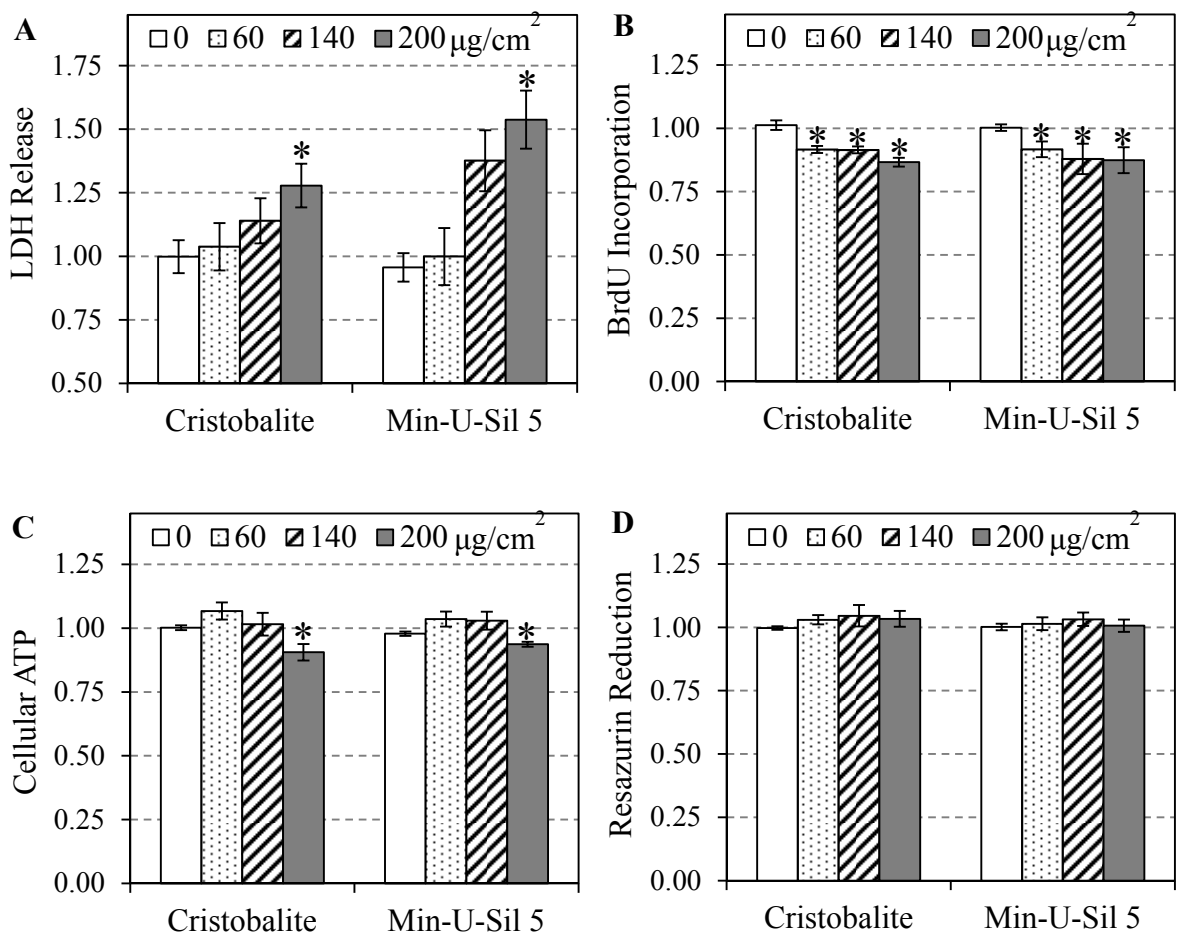 A
0 60 140 200 μg/cm²
LDH Release
1.75
1.50
1.25
1.00
0.75
0.50
*
*
Cristobalite Min-U-Sil 5
B
0 60 140 200 μg/cm²
BrdU Incorporation
1.25
1.00
0.75
0.50
0.25
0.00
* * * * * *
Cristobalite Min-U-Sil 5
C
0 60 140 200 μg/cm²
Cellular ATP
1.25
1.00
0.75
0.50
0.25
0.00
* *
Cristobalite Min-U-Sil 5
D
0 60 140 200 μg/cm²
Resazurin Reduction
1.25
1.00
0.75
0.50
0.25
0.00
Cristobalite Min-U-Sil 5